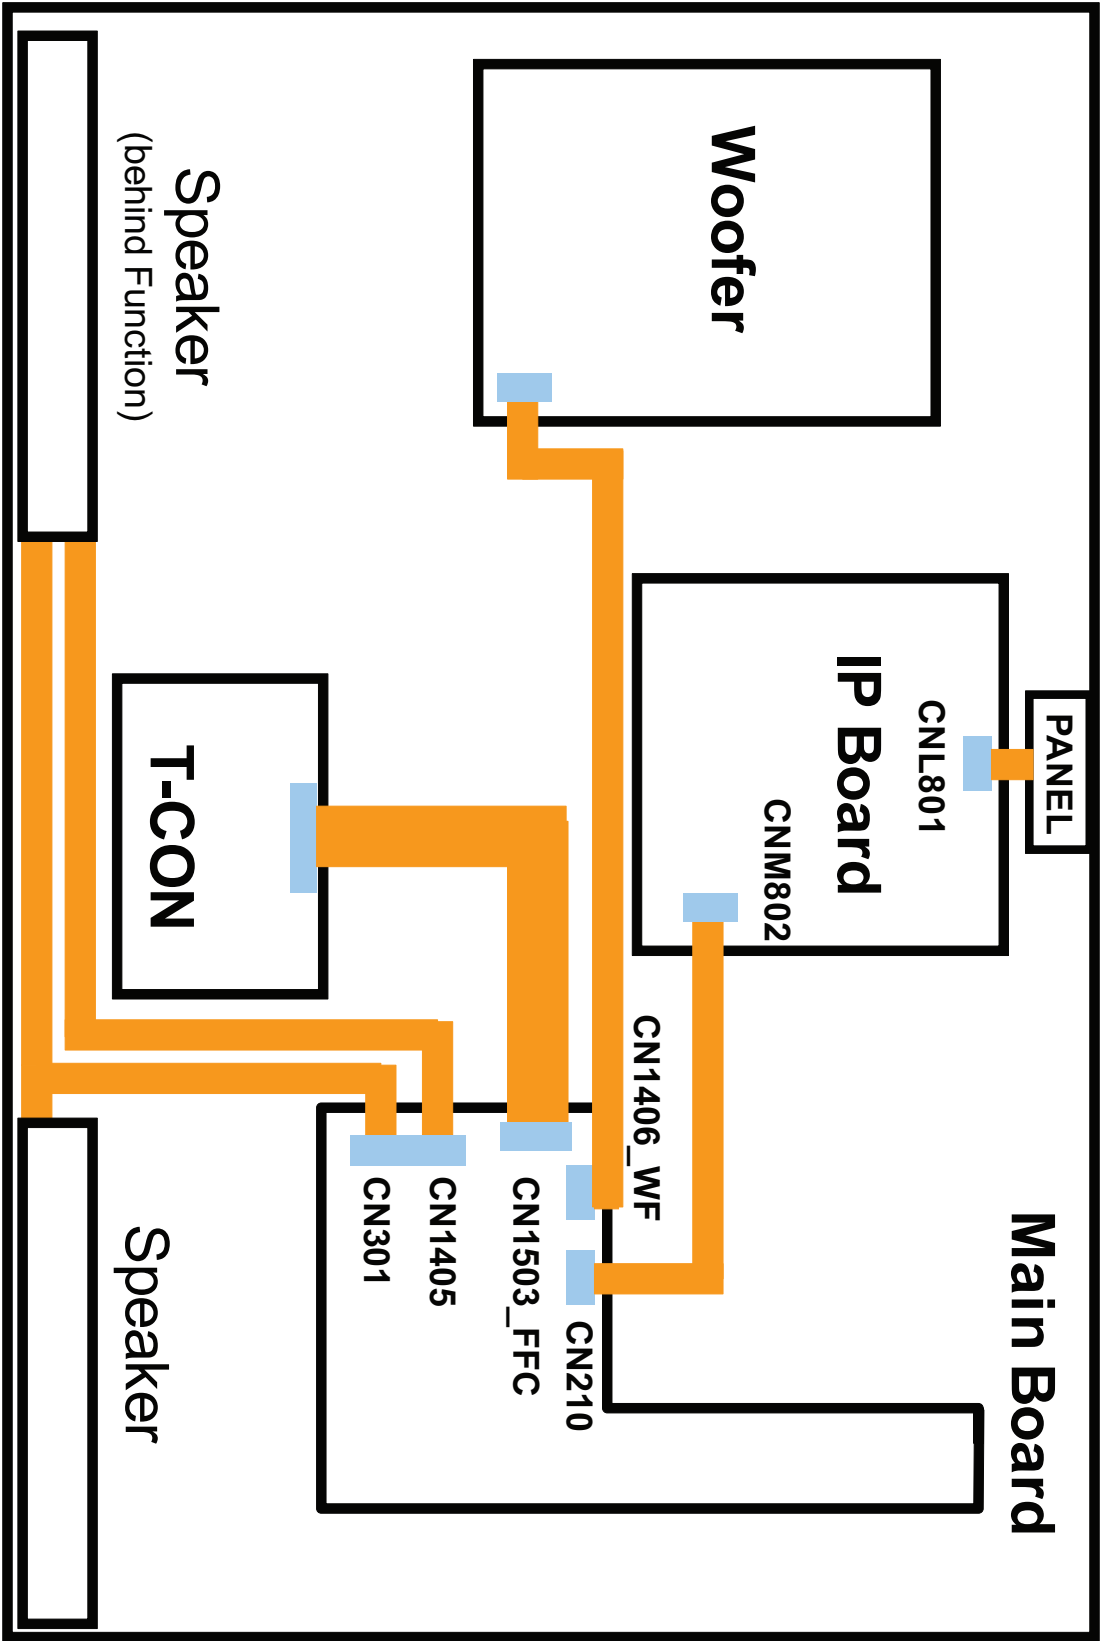 PANEL
Main Board
CNL801
IP Board
CNM802
Woofer
CN1406_WF
CN210
CN1503_FFC
CN1405
CN301
T-CON
Speaker
(behind Function)
Speaker